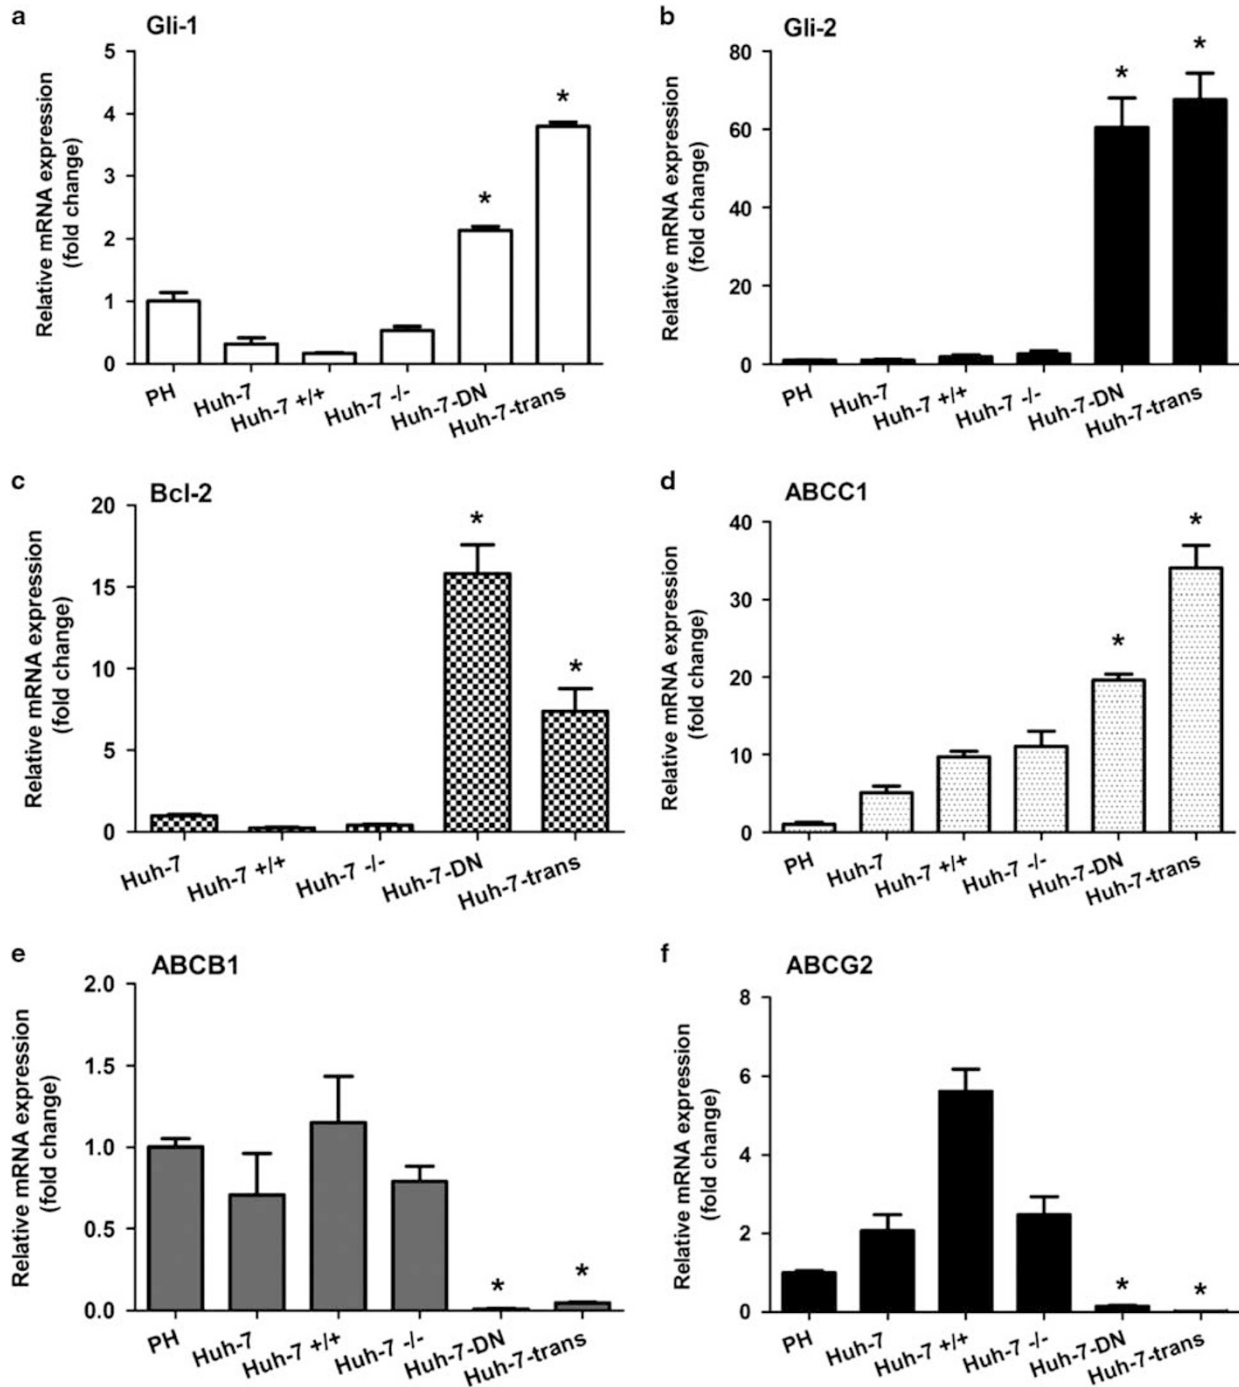 a
Gli-1
Relative mRNA expression
(fold change)
5
4
3
2
1
0
*
*
PH
Huh-7
Huh-7 +/+
Huh-7 -/-
Huh-7-DN
Huh-7-trans
b
Gli-2
Relative mRNA expression
(fold change)
80
60
40
20
0
*
*
PH
Huh-7
Huh-7 +/+
Huh-7 -/-
Huh-7-DN
Huh-7-trans
c
Bcl-2
Relative mRNA expression
(fold change)
20
15
10
5
0
*
*
Huh-7
Huh-7 +/+
Huh-7 -/-
Huh-7-DN
Huh-7-trans
d
ABCC1
Relative mRNA expression
(fold change)
40
30
20
10
0
*
*
PH
Huh-7
Huh-7 +/+
Huh-7 -/-
Huh-7-DN
Huh-7-trans
e
ABCB1
Relative mRNA expression
(fold change)
2.0
1.5
1.0
0.5
0.0
*
*
PH
Huh-7
Huh-7 +/+
Huh-7 -/-
Huh-7-DN
Huh-7-trans
f
ABCG2
Relative mRNA expression
(fold change)
8
6
4
2
0
*
*
PH
Huh-7
Huh-7 +/+
Huh-7 -/-
Huh-7-DN
Huh-7-trans